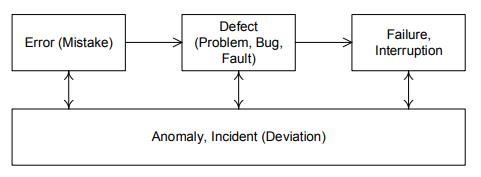 Error (Mistake)
Defect
(Problem, Bug,
Fault)
Failure,
Interruption
Anomaly, Incident (Deviation)